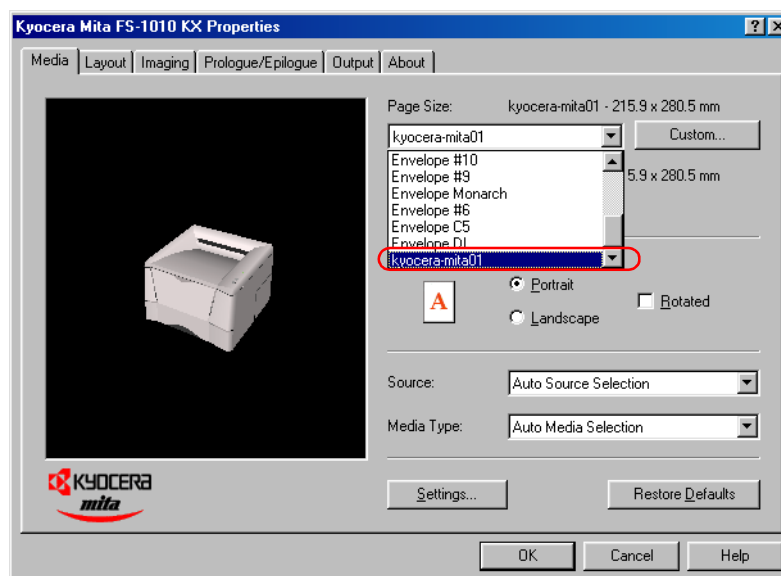 Kyocera Mita FS-1010 KX Properties
Media Layout Imaging Prologue/Epilogue Output About
Page Size: kyocera-mita01 - 215.9 x 280.5 mm
kyocera-mita01 Custom...
Envelope #10
Envelope #9 5.9 x 280.5 mm
Envelope Monarch
Envelope #6
Envelope C5
Envelope DL
kyocera-mita01
A Portrait
Rotated
Landscape
Source: Auto Source Selection
Media Type: Auto Media Selection
KYOCERA
mita
Settings... Restore Defaults
OK Cancel Help